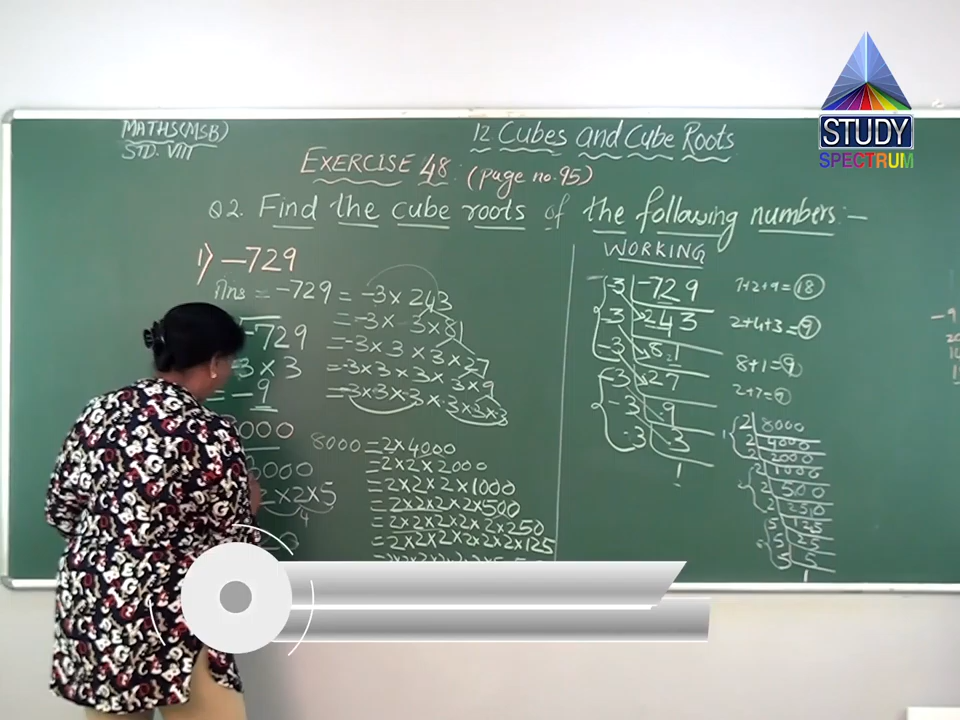 STUDY
SPECTRUM
MATHS(MSB)
STD. VIII
12 Cubes and Cube Roots
EXERCISE 48: (page no. 95)
Q2. Find the cube roots of the following numbers:-
1) -729
Ans = -729 = -3 × 243
= -3 × 3 × 81
= -3 × 3 × 3 × 27
= -3×3×3×3×9
= -3×3×3×3×3×3
-729
-3×3
= -9
8000 = 2×4000
= 2×2×2000
= 2×2×2×1000
= 2×2×2×2×500
= 2×2×2×2×2×250
= 2×2×2×2×2×2×125
000
8000
2×2×5
4
20
WORKING
-3 | -729
-3 | 243
3 | 81
-3 | 27
-3 | 9
-3 | 3
1
7+2+9=18
2+4+3=9
8+1=9
2+7=9
2 | 8000
2 | 4000
2 | 2000
2 | 1000
2 | 500
2 | 250
5 | 125
5 | 25
5 | 5
1
-9